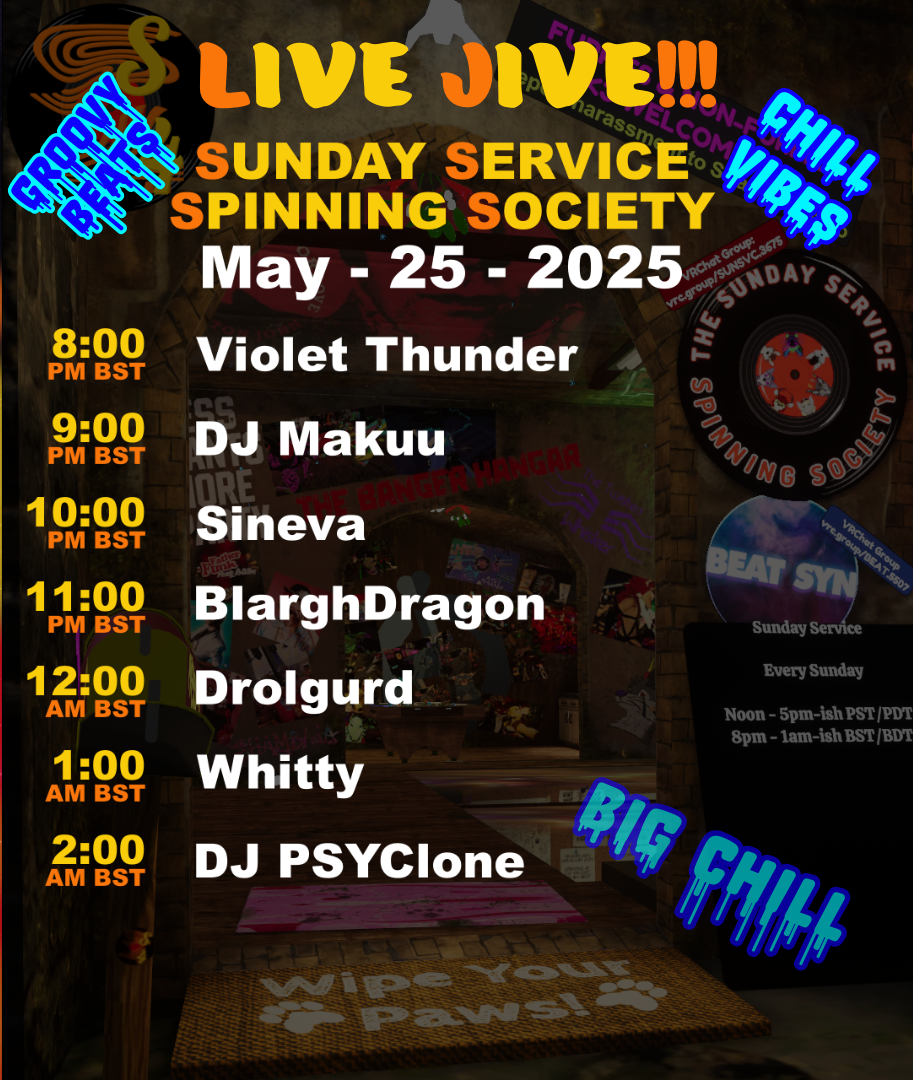 LIVE JIVE!!!
GROOVY
BEATS
CHILL
VIBES
SUNDAY SERVICE
SPINNING SOCIETY
May - 25 - 2025
VRChat Group:
vrc.group/SUNSVC.3675
THE SUNDAY SERVICE
SPINNING SOCIETY
8:00
PM BST
Violet Thunder
9:00
PM BST
DJ Makuu
THE BANGER HANGAR
10:00
PM BST
Sineva
VRChat Group
vrc.group/BEAT.5507
BEAT SYN
11:00
PM BST
BlarghDragon
Sunday Service
Every Sunday
Noon - 5pm-ish PST/PDT
8pm - 1am-ish BST/BDT
12:00
AM BST
Drolgurd
1:00
AM BST
Whitty
2:00
AM BST
DJ PSYClone
BIG CHILL
Wipe Your
Paws!